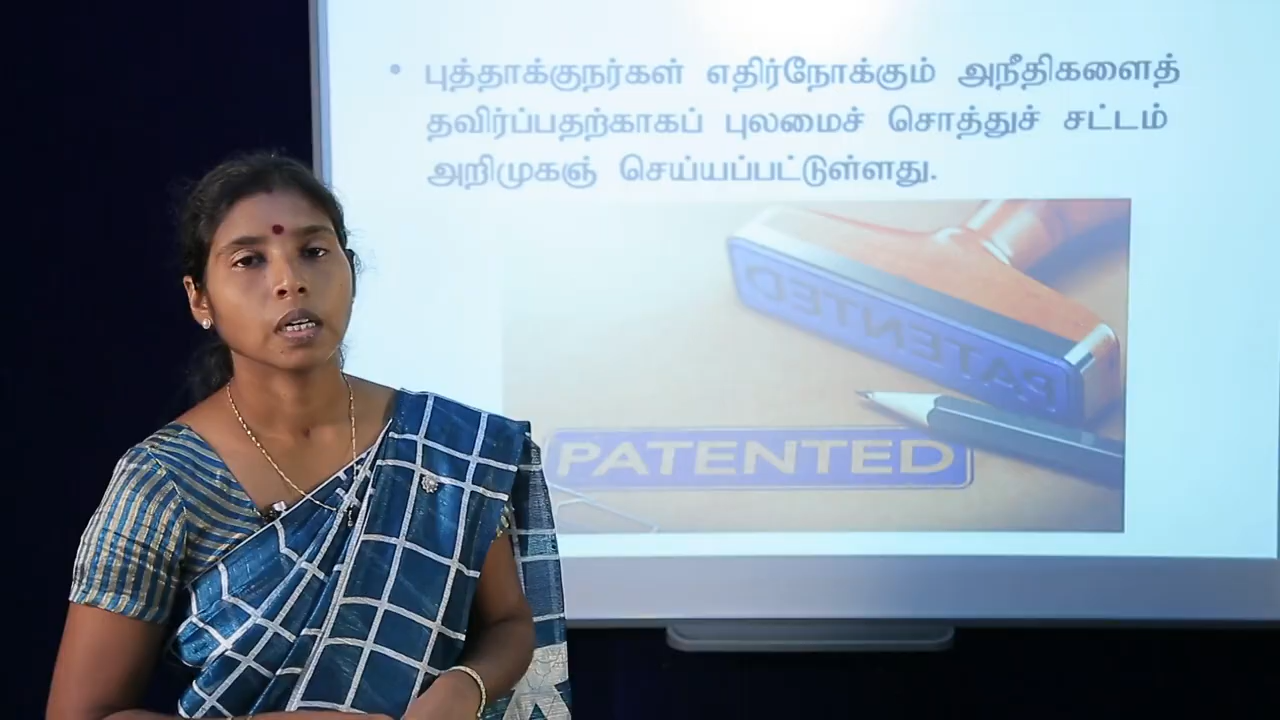 • புத்தாக்குநர்கள் எதிர்நோக்கும் அநீதிகளைத்
தவிர்ப்பதற்காகப் புலமைச் சொத்துச் சட்டம்
அறிமுகஞ் செய்யப்பட்டுள்ளது.
PATENTED
PATENTED